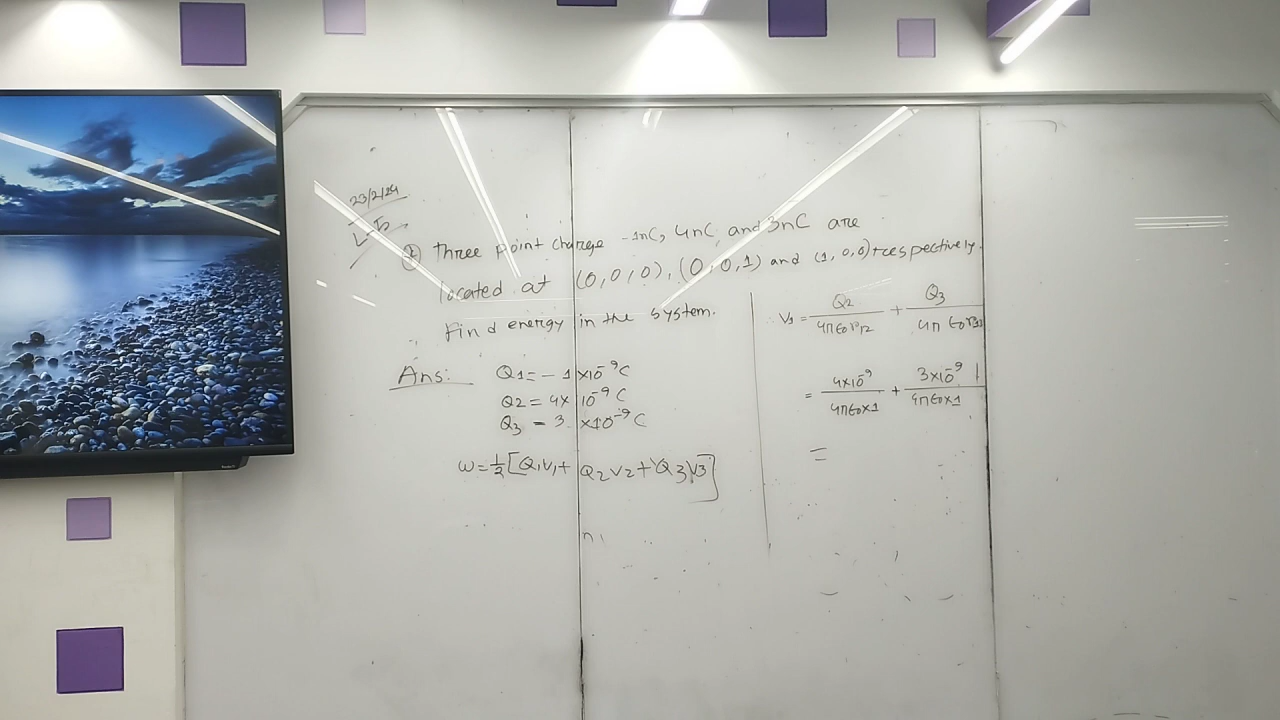 23/2/24
② Three point charge -1nC, 4nC and 3nC are
located at (0,0,0), (0,0,1) and (1,0,0) respectively.
Find energy in the system.
Ans:
Q1 = -1 × 10⁻⁹ C
Q2 = 4 × 10⁻⁹ C
Q3 = 3 × 10⁻⁹ C
W = 1/2 [Q1V1 + Q2V2 + Q3V3]
∴ V1 = Q2 / 4πε0r12 + Q3 / 4πε0r13
= 4×10⁻⁹ / 4πε0×1 + 3×10⁻⁹ / 4πε0×1
=